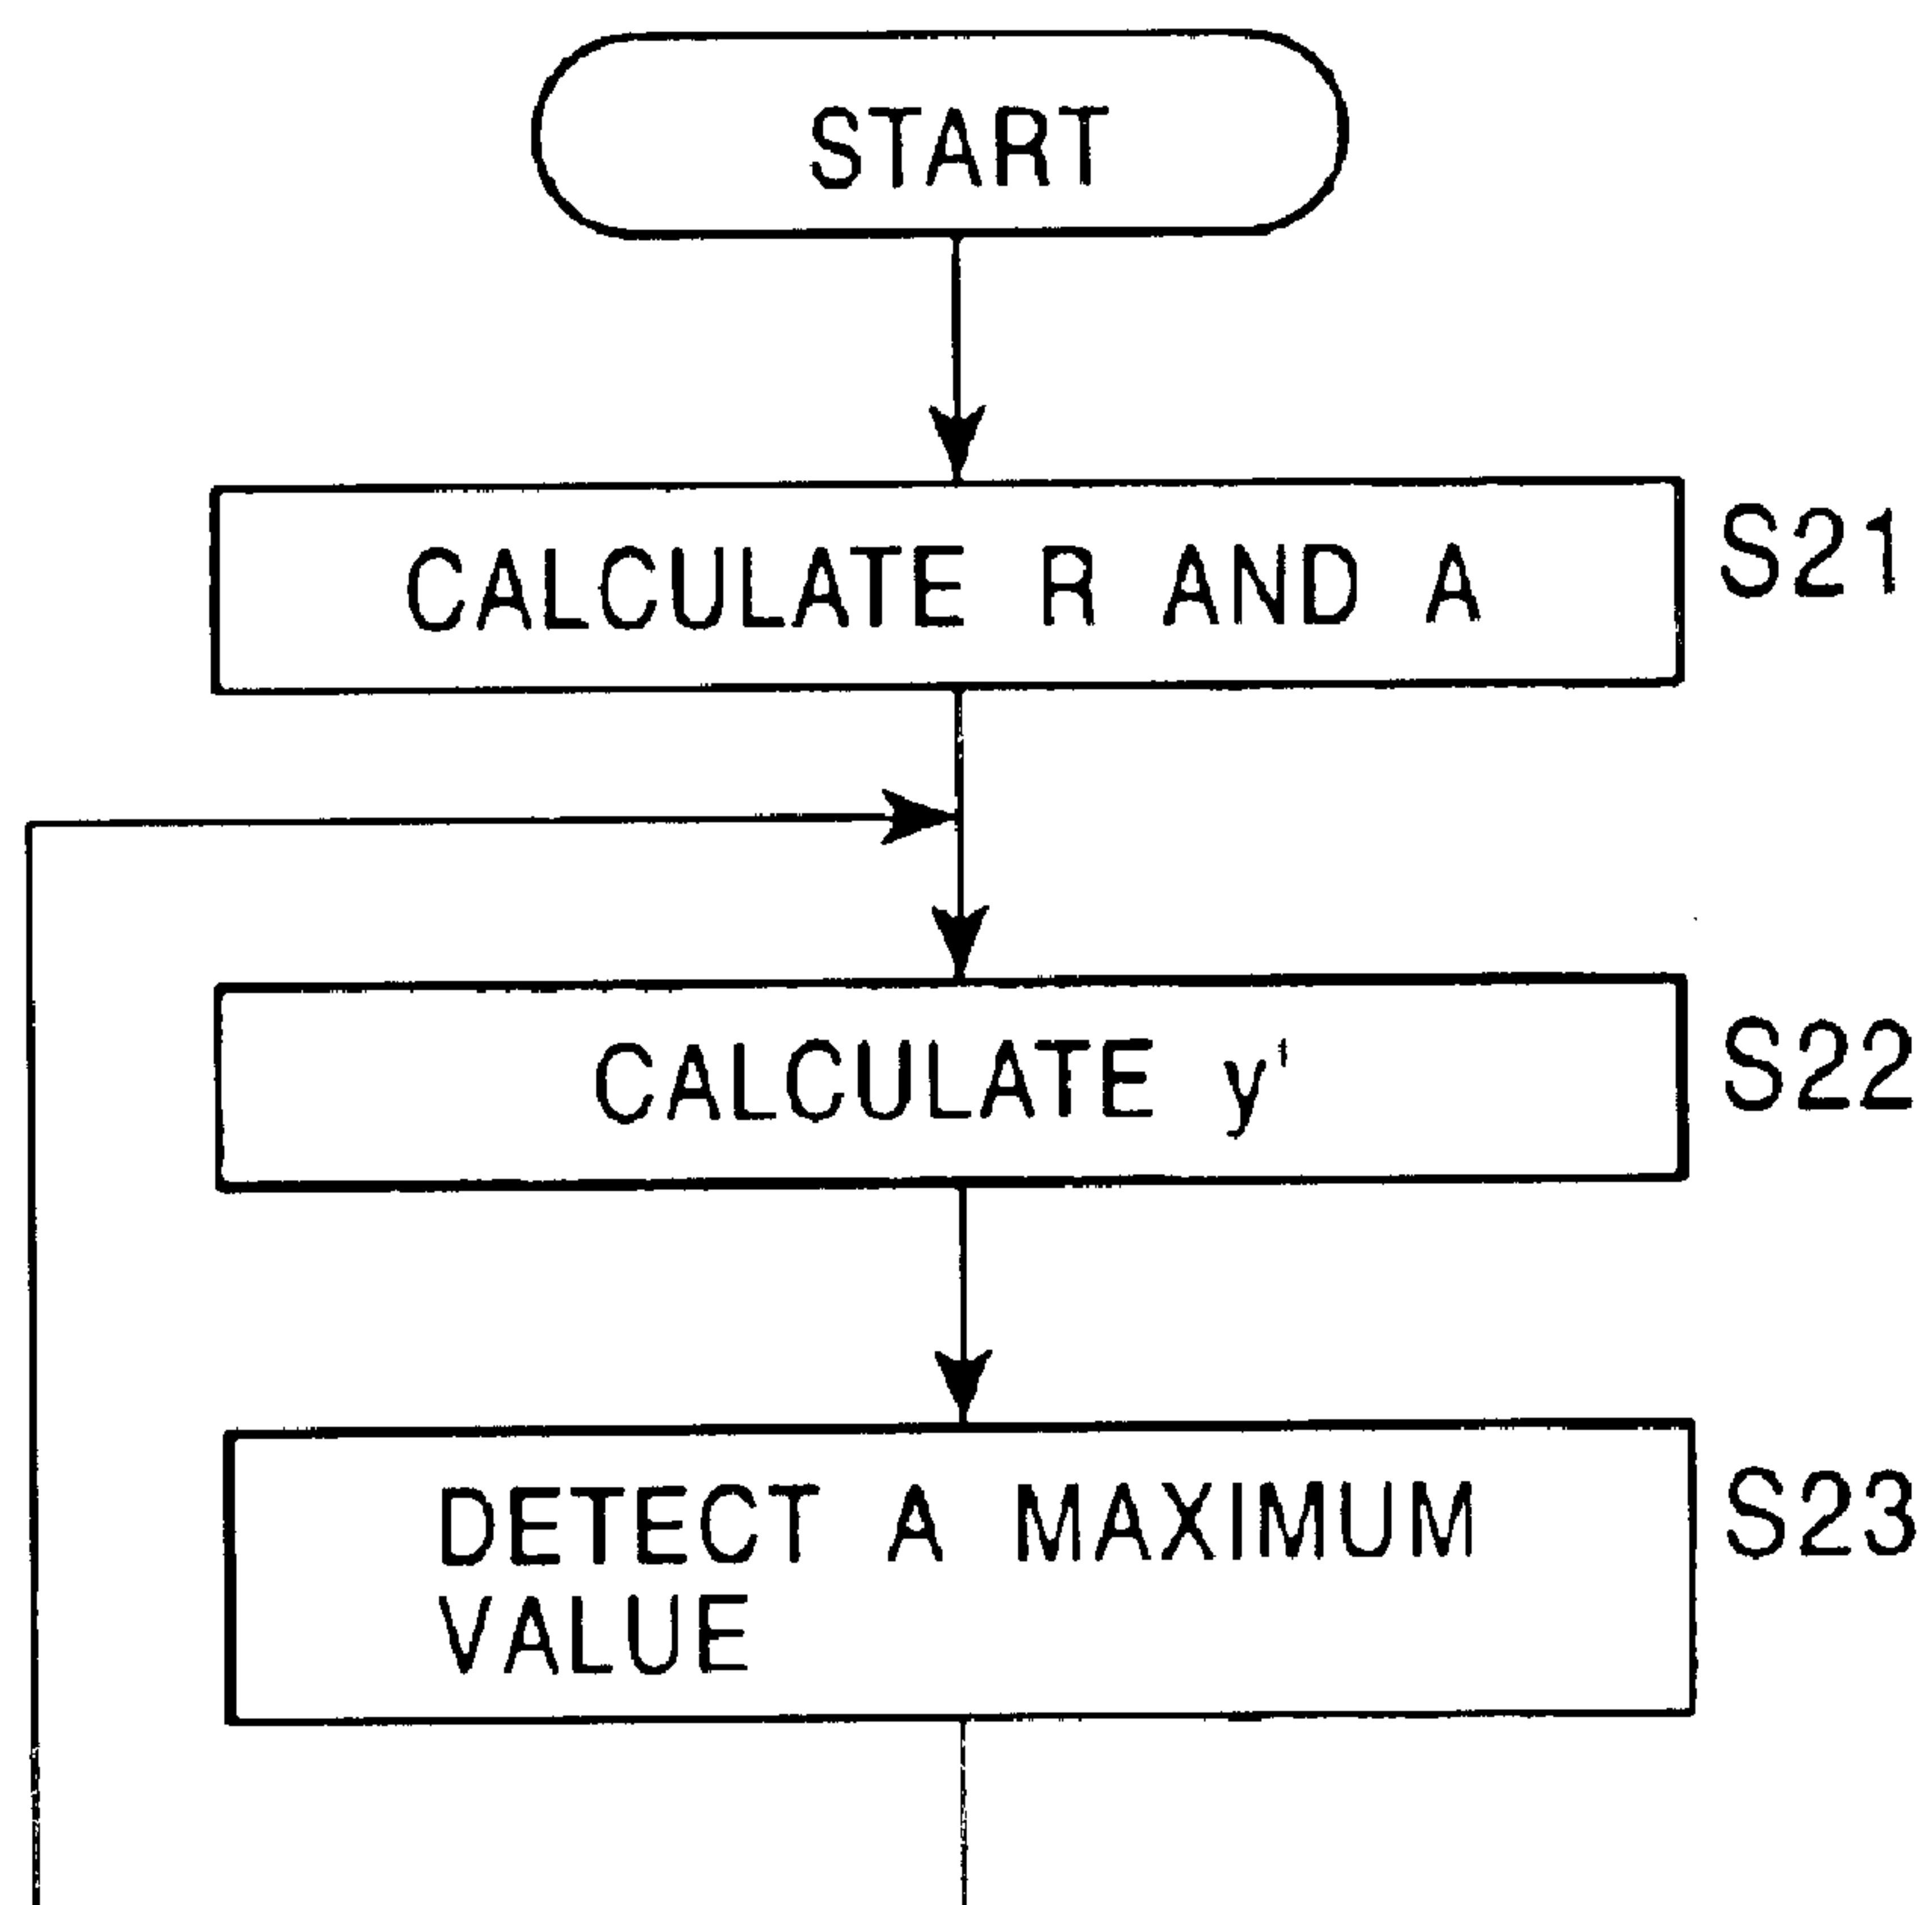 START
CALCULATE R AND A
S21
CALCULATE y'
S22
DETECT A MAXIMUM
VALUE
S23